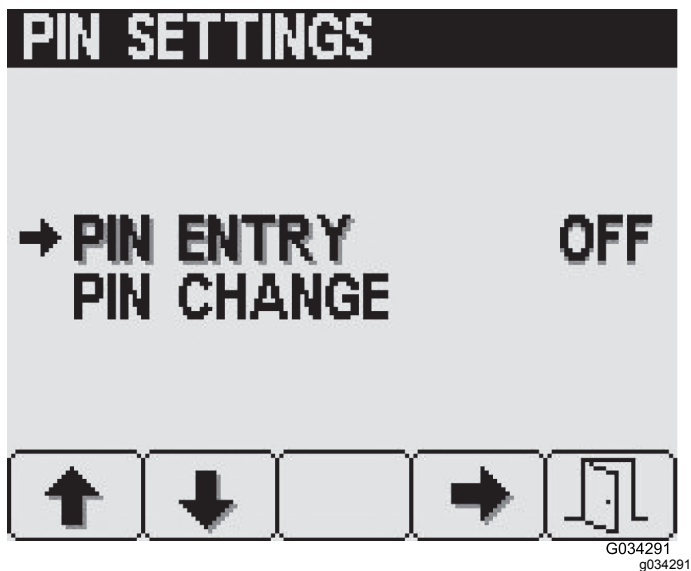 PIN SETTINGS
PIN ENTRY OFF
PIN CHANGE
G034291
g034291